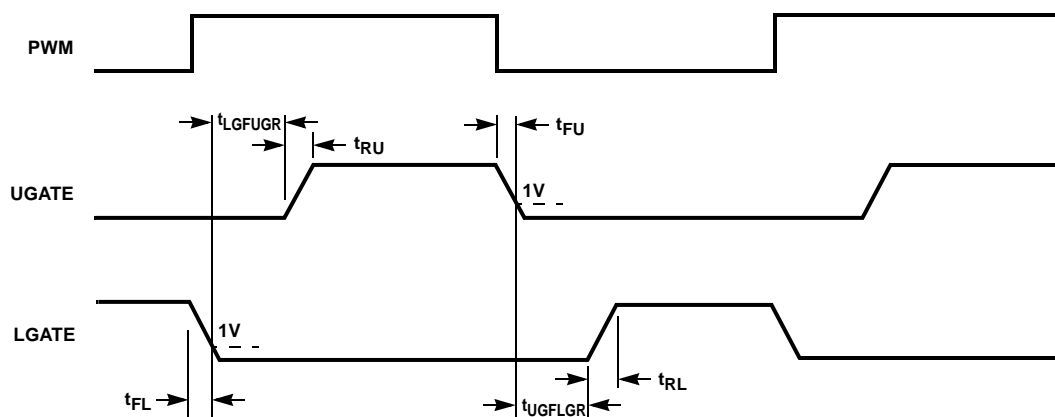 PWM
tLGFUGR
tFU
tRU
UGATE
1V
LGATE
1V
tFL
tRL
tUGFLGR